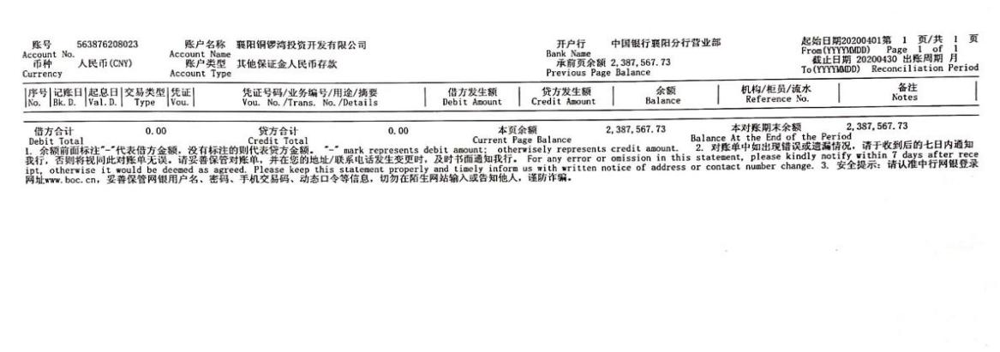 账号 563876208023 账户名称 襄阳铜锣湾投资开发有限公司 开户行 中国银行襄阳分行营业部 起始日期20200401第 1 页/共 1 页
Account No. Account Name Bank Name From(YYYYMMDD) Page 1 of 1
币种 人民币(CNY) 账户类型 其他保证金人民币存款 承前页余额 2,387,567.73 截止日期 20200430 出账周期 月
Currency Account Type Previous Page Balance To(YYYYMMDD) Reconciliation Period
序号 记账日 起息日 交易类型 凭证 凭证号码/业务编号/用途/摘要 借方发生额 贷方发生额 余额 机构/柜员/流水 备注
No. Bk. D. Val. D. Type Vou. Vou. No./Trans. No./Details Debit Amount Credit Amount Balance Reference No. Notes
借方合计 0.00 贷方合计 0.00 本页余额 2,387,567.73 本对账期末余额 2,387,567.73
Debit Total Credit Total Current Page Balance Balance At the End of the Period
1. 余额前面标注"-"代表借方金额，没有标注的则代表贷方金额。 "-" mark represents debit amount; otherwisely represents credit amount. 2. 对账单中如出现错误或遗漏情况，请于收到后的七日内通知
我行，否则将视同此对账单无误。请妥善保管对账单，并在您的地址/联系电话发生变更时，及时书面通知我行。 For any error or omission in this statement, please kindly notify within 7 days after rece
ipt, otherwise it would be deemed as agreed. Please keep this statement properly and timely inform us with written notice of address or contact number change. 3. 安全提示：请认准中行网银登录
网址www.boc.cn，妥善保管网银用户名、密码、手机交易码、动态口令等信息，切勿在陌生网站输入或告知他人，谨防诈骗。